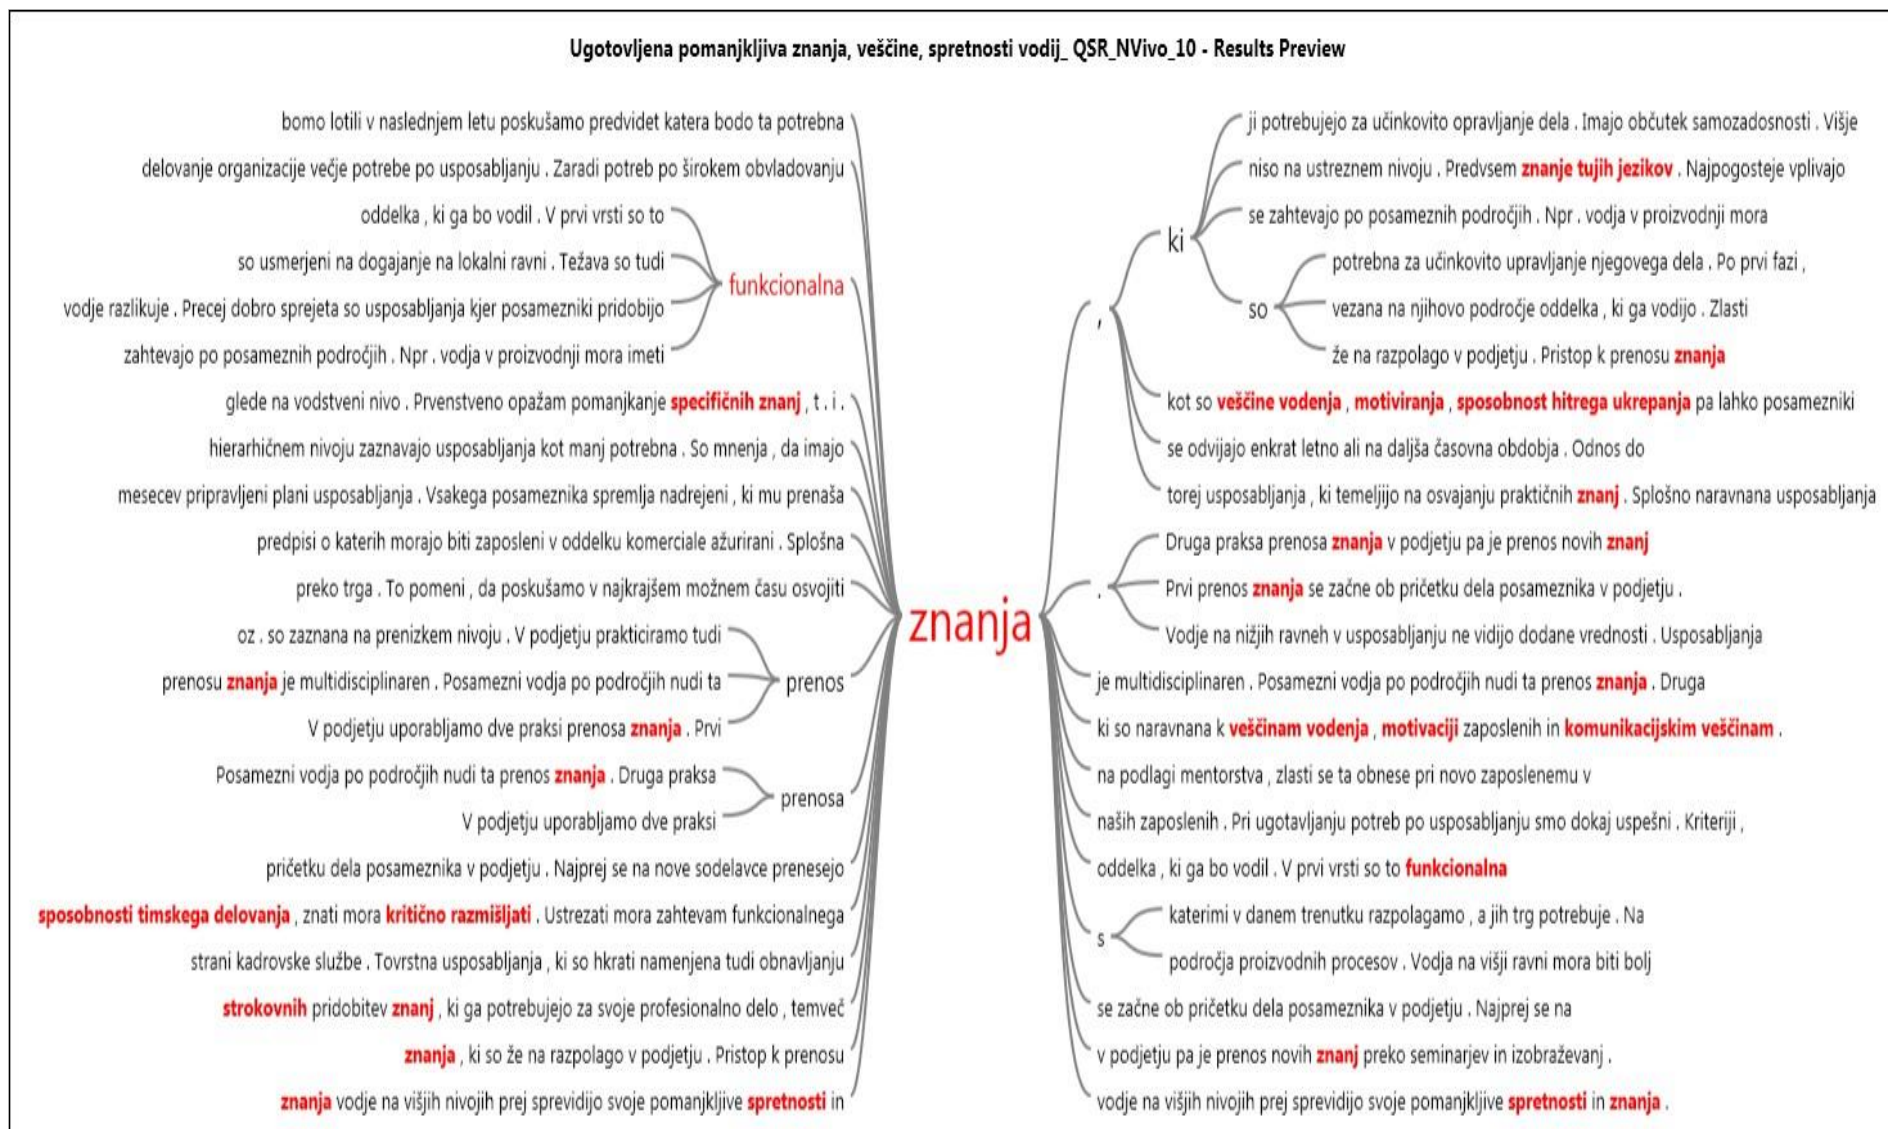 Ugotovljena pomanjkljiva znanja, veščine, spretnosti vodij_ QSR_NVivo_10 - Results Preview
bomo lotili v naslednjem letu poskušamo predvidet katera bodo ta potrebna
delovanje organizacije večje potrebe po usposabljanju . Zaradi potreb po širokem obvladovanju
oddelka , ki ga bo vodil . V prvi vrsti so to
so usmerjeni na dogajanje na lokalni ravni . Težava so tudi
funkcionalna
vodje razlikuje . Precej dobro sprejeta so usposabljanja kjer posamezniki pridobijo
zahtevajo po posameznih področjih . Npr . vodja v proizvodnji mora imeti
glede na vodstveni nivo . Prvenstveno opažam pomanjkanje specifičnih znanj , t . i .
hierarhičnem nivoju zaznavajo usposabljanja kot manj potrebna . So mnenja , da imajo
mesecev pripravljeni plani usposabljanja . Vsakega posameznika spremlja nadrejeni , ki mu prenaša
predpisi o katerih morajo biti zaposleni v oddelku komerciale ažurirani . Splošna
preko trga . To pomeni , da poskušamo v najkrajšem možnem času osvojiti
oz . so zaznana na prenizkem nivoju . V podjetju prakticiramo tudi
prenosu znanja je multidisciplinaren . Posamezni vodja po področjih nudi ta
prenos
V podjetju uporabljamo dve praksi prenosa znanja . Prvi
Posamezni vodja po področjih nudi ta prenos znanja . Druga praksa
prenosa
V podjetju uporabljamo dve praksi
pričetku dela posameznika v podjetju . Najprej se na nove sodelavce prenesejo
sposobnosti timskega delovanja , znati mora kritično razmišljati . Ustrezati mora zahtevam funkcionalnega
strani kadrovske službe . Tovrstna usposabljanja , ki so hkrati namenjena tudi obnavljanju
strokovnih pridobitev znanj , ki ga potrebujejo za svoje profesionalno delo , temveč
znanja , ki so že na razpolago v podjetju . Pristop k prenosu
znanja vodje na višjih nivojih prej sprevidijo svoje pomanjkljive spretnosti in
znanja
,
ki
ji potrebujejo za učinkovito opravljanje dela . Imajo občutek samozadosnosti . Višje
niso na ustreznem nivoju . Predvsem znanje tujih jezikov . Najpogosteje vplivajo
se zahtevajo po posameznih področjih . Npr . vodja v proizvodnji mora
so
potrebna za učinkovito upravljanje njegovega dela . Po prvi fazi ,
vezana na njihovo področje oddelka , ki ga vodijo . Zlasti
že na razpolago v podjetju . Pristop k prenosu znanja
kot so veščine vodenja , motiviranja , sposobnost hitrega ukrepanja pa lahko posamezniki
se odvijajo enkrat letno ali na daljša časovna obdobja . Odnos do
torej usposabljanja , ki temeljijo na osvajanju praktičnih znanj . Splošno naravnana usposabljanja
.
Druga praksa prenosa znanja v podjetju pa je prenos novih znanj
Prvi prenos znanja se začne ob pričetku dela posameznika v podjetju .
Vodje na nižjih ravneh v usposabljanju ne vidijo dodane vrednosti . Usposabljanja
je multidisciplinaren . Posamezni vodja po področjih nudi ta prenos znanja . Druga
ki so naravnana k veščinam vodenja , motivaciji zaposlenih in komunikacijskim veščinam .
na podlagi mentorstva , zlasti se ta obnese pri novo zaposlenemu v
naših zaposlenih . Pri ugotavljanju potreb po usposabljanju smo dokaj uspešni . Kriteriji ,
oddelka , ki ga bo vodil . V prvi vrsti so to funkcionalna
s
katerimi v danem trenutku razpolagamo , a jih trg potrebuje . Na
področja proizvodnih procesov . Vodja na višji ravni mora biti bolj
se začne ob pričetku dela posameznika v podjetju . Najprej se na
v podjetju pa je prenos novih znanj preko seminarjev in izobraževanj .
vodje na višjih nivojih prej sprevidijo svoje pomanjkljive spretnosti in znanja .